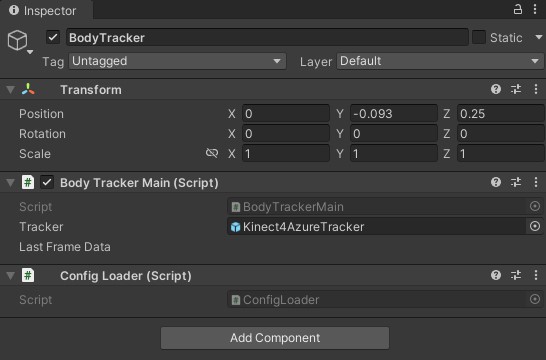 Inspector
BodyTracker Static
Tag Untagged Layer Default
Transform
Position X 0 Y -0.093 Z 0.25
Rotation X 0 Y 0 Z 0
Scale X 1 Y 1 Z 1
# Body Tracker Main (Script)
Script # BodyTrackerMain
Tracker Kinect4AzureTracker
Last Frame Data
# Config Loader (Script)
Script # ConfigLoader
Add Component